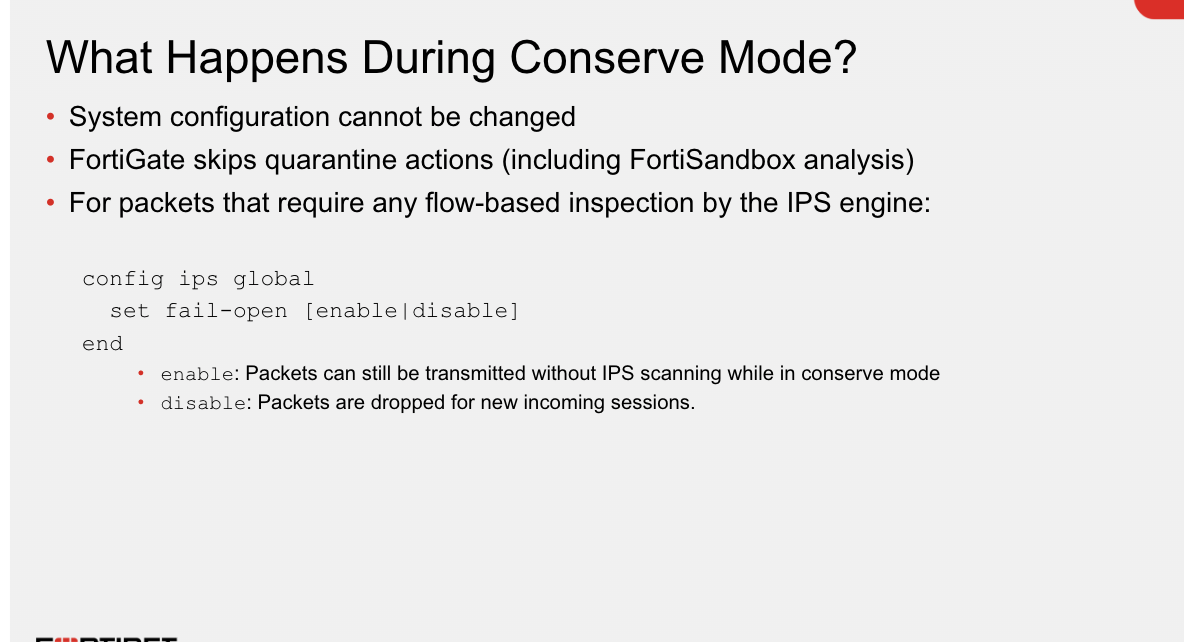 What Happens During Conserve Mode?
• System configuration cannot be changed
• FortiGate skips quarantine actions (including FortiSandbox analysis)
• For packets that require any flow-based inspection by the IPS engine:
config ips global
set fail-open [enable|disable]
end
• enable: Packets can still be transmitted without IPS scanning while in conserve mode
• disable: Packets are dropped for new incoming sessions.